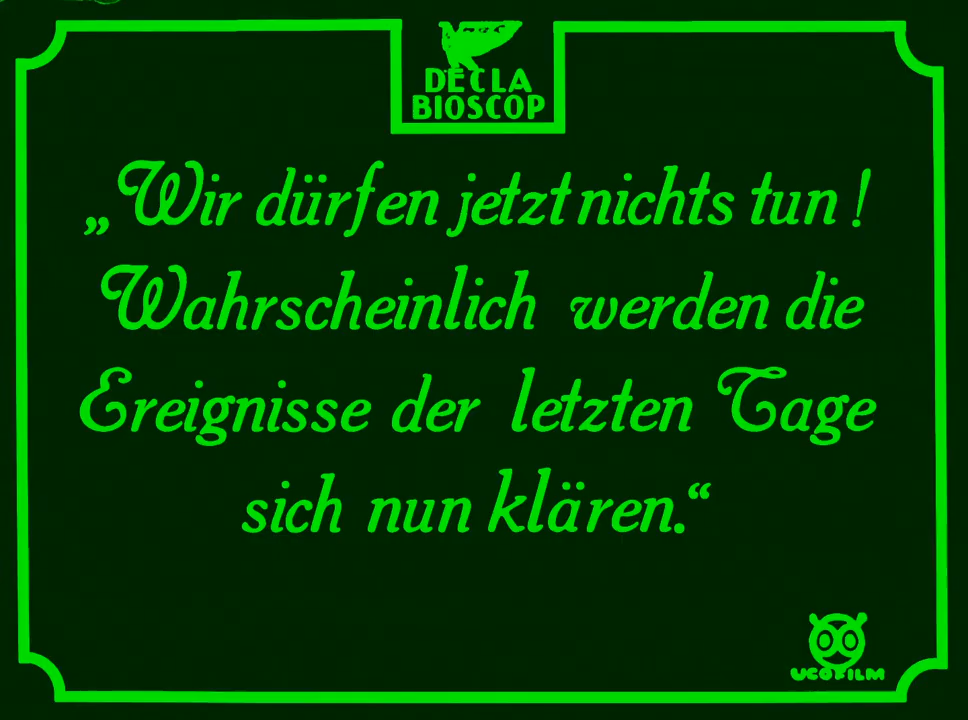 DECLA
BIOSCOP
„Wir dürfen jetzt nichts tun!
Wahrscheinlich werden die
Ereignisse der letzten Tage
sich nun klären.“
UCOFILM